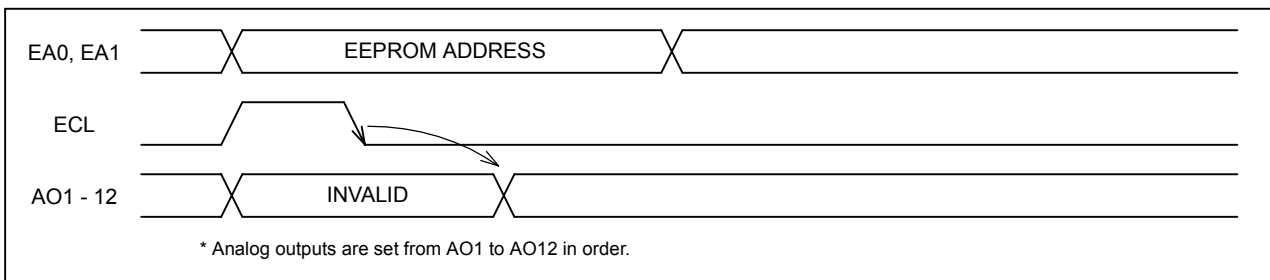 EA0, EA1
EEPROM ADDRESS
ECL
AO1 - 12
INVALID
* Analog outputs are set from AO1 to AO12 in order.